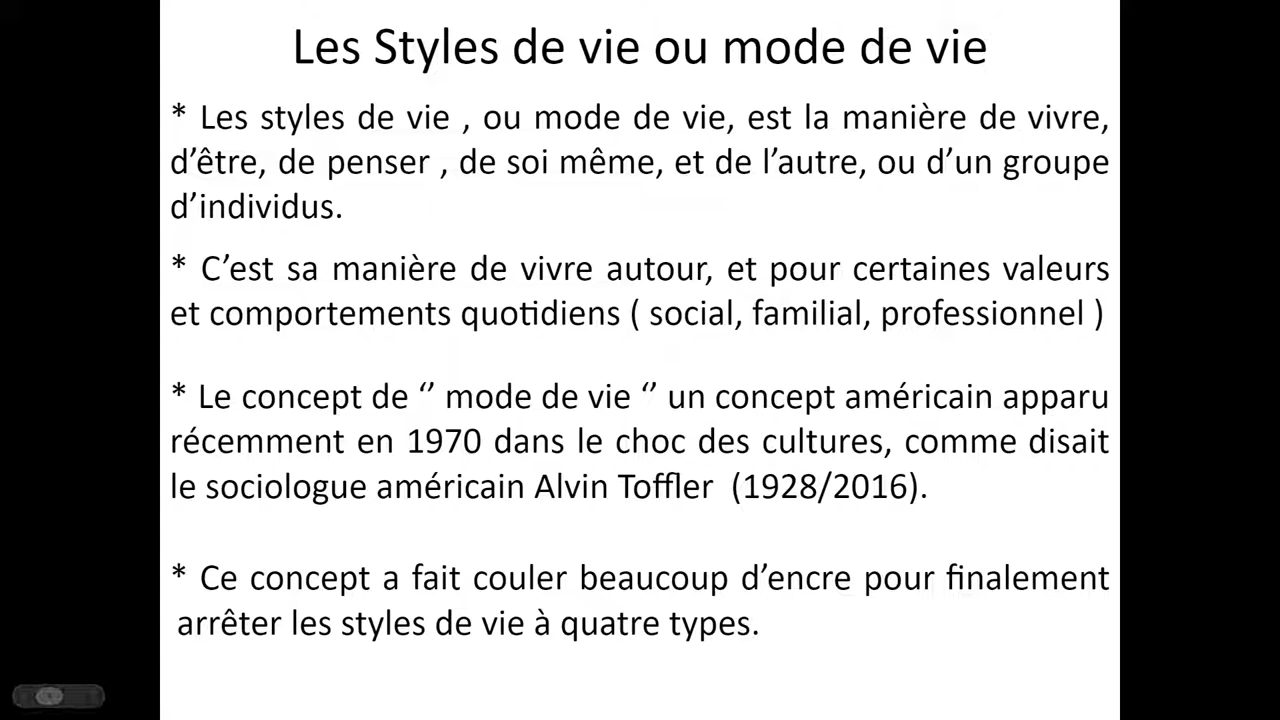 Les Styles de vie ou mode de vie
* Les styles de vie , ou mode de vie, est la manière de vivre,
d’être, de penser , de soi même, et de l’autre, ou d’un groupe
d’individus.
* C’est sa manière de vivre autour, et pour certaines valeurs
et comportements quotidiens ( social, familial, professionnel )
* Le concept de ‘’ mode de vie ‘’ un concept américain apparu
récemment en 1970 dans le choc des cultures, comme disait
le sociologue américain Alvin Toffler (1928/2016).
* Ce concept a fait couler beaucoup d’encre pour finalement
arrêter les styles de vie à quatre types.